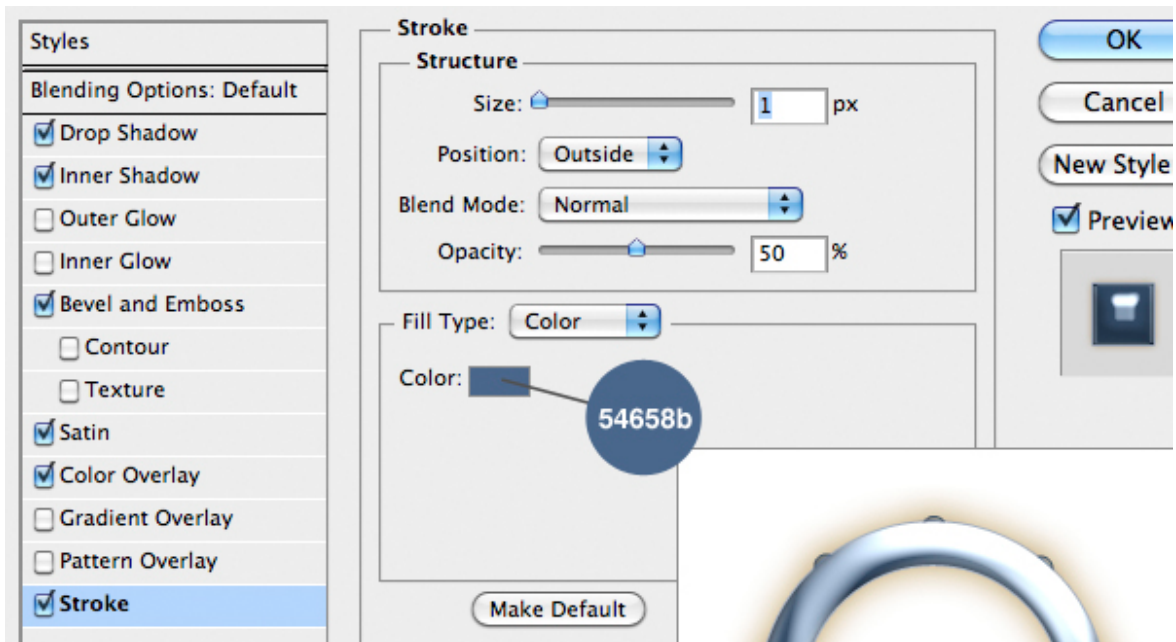 Styles
Blending Options: Default
Drop Shadow
Inner Shadow
Outer Glow
Inner Glow
Bevel and Emboss
Contour
Texture
Satin
Color Overlay
Gradient Overlay
Pattern Overlay
Stroke
Stroke
Structure
Size: 1 px
Position: Outside
Blend Mode: Normal
Opacity: 50 %
Fill Type: Color
Color:
54658b
Make Default
OK
Cancel
New Style
Preview